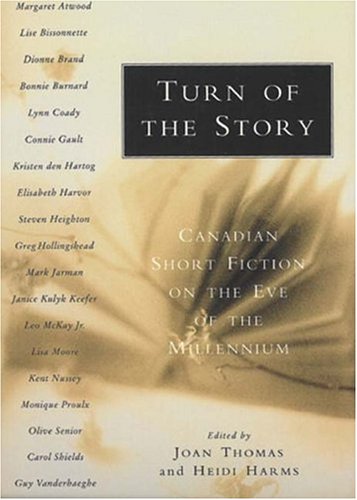 Margaret Atwood
Lise Bissonnette
Dionne Brand
Bonnie Burnard
Lynn Coady
Connie Gault
Kristen den Hartog
Elisabeth Harvor
Steven Heighton
Greg Hollingshead
Mark Jarman
Janice Kulyk Keefer
Leo McKay Jr.
Lisa Moore
Kent Nussey
Monique Proulx
Olive Senior
Carol Shields
Guy Vanderhaeghe
TURN OF
THE STORY
CANADIAN
SHORT FICTION
ON THE EVE
OF THE
MILLENNIUM
Edited by
JOAN THOMAS
AND HEIDI HARMS